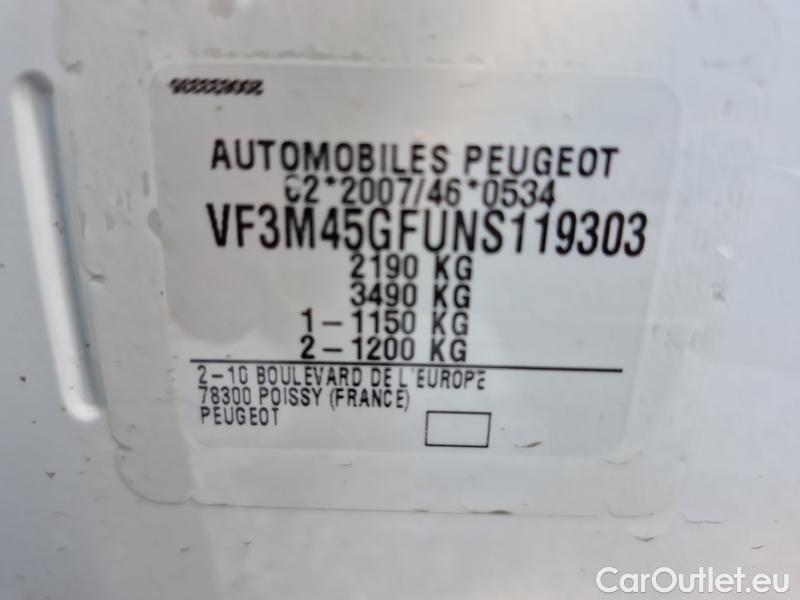 AUTOMOBILES PEUGEOT
e2*2007/46*0534
VF3M45GFUNS119303
2190 KG
3490 KG
1-1150 KG
2-1200 KG
2-10 BOULEVARD DE L'EUROPE
78300 POISSY (FRANCE)
PEUGEOT
CarOutlet.eu